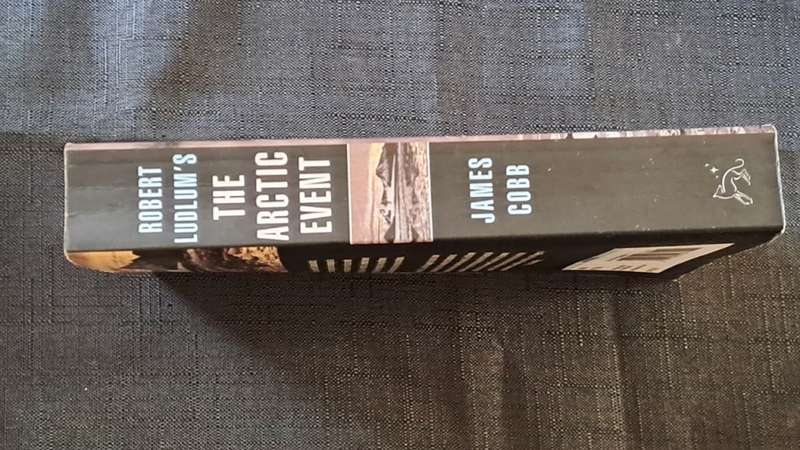 ROBERT
LUDLUM'S
THE
ARCTIC
EVENT
JAMES
COBB